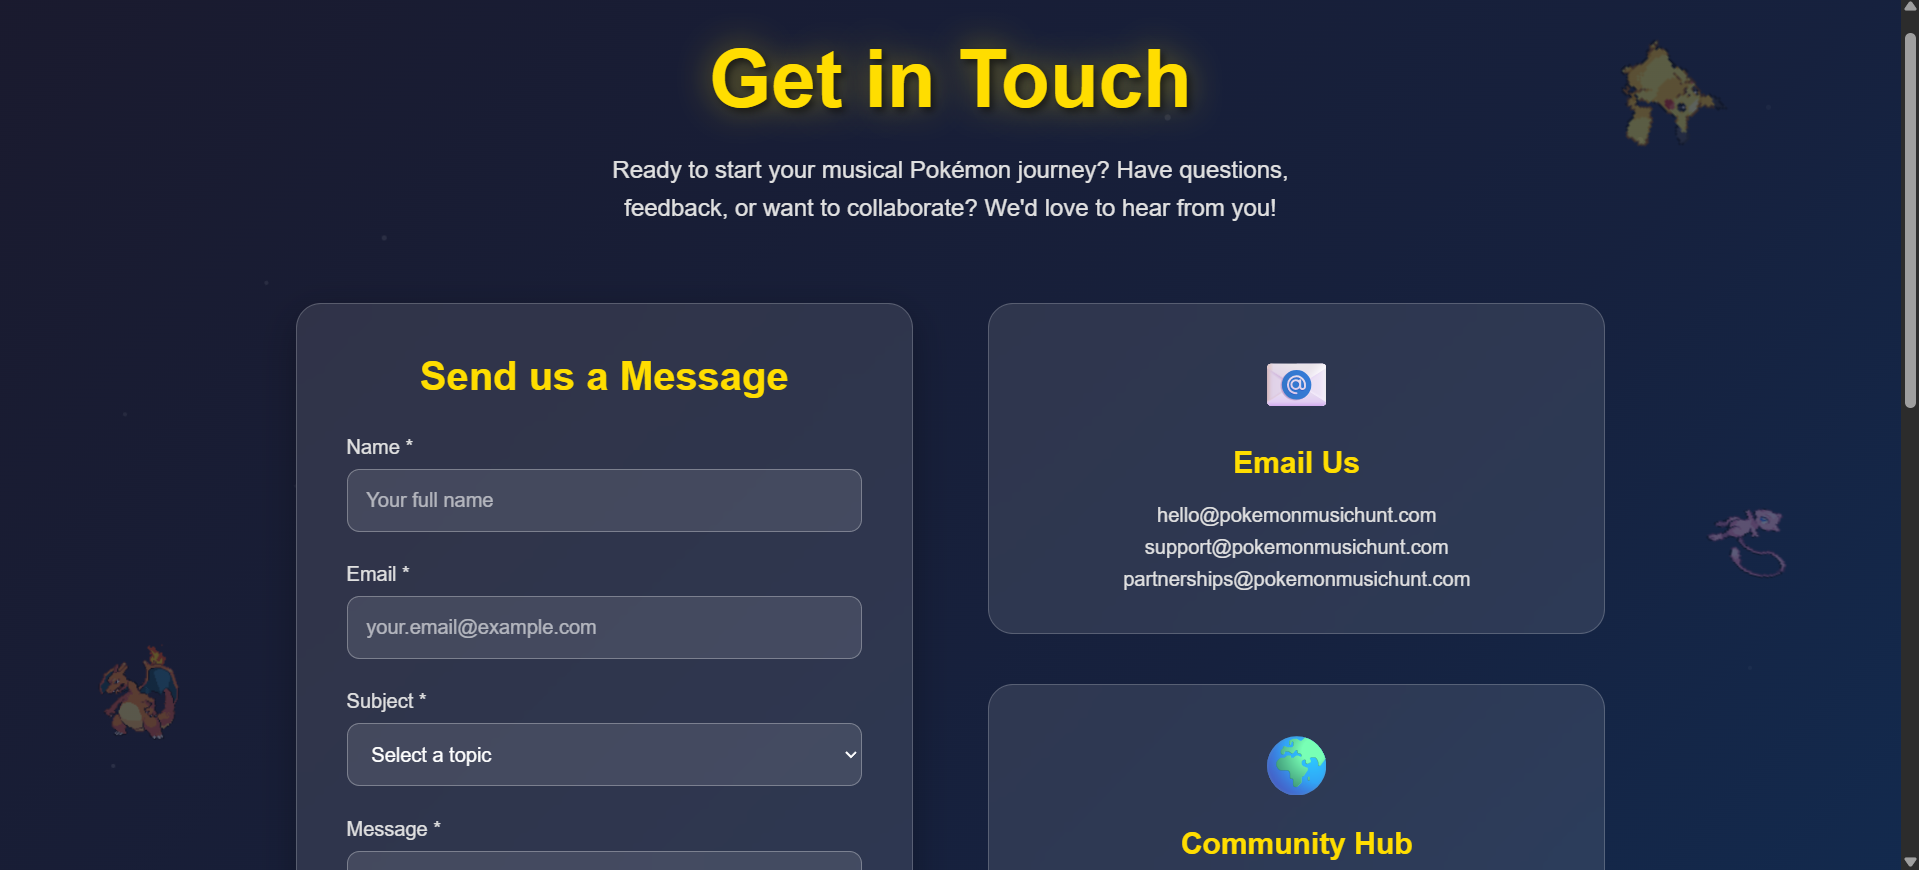 Get in Touch
Ready to start your musical Pokémon journey? Have questions,
feedback, or want to collaborate? We'd love to hear from you!
Send us a Message
Name *
Your full name
Email *
your.email@example.com
Subject *
Select a topic
Message *
@
Email Us
hello@pokemonmusichunt.com
support@pokemonmusichunt.com
partnerships@pokemonmusichunt.com
Community Hub